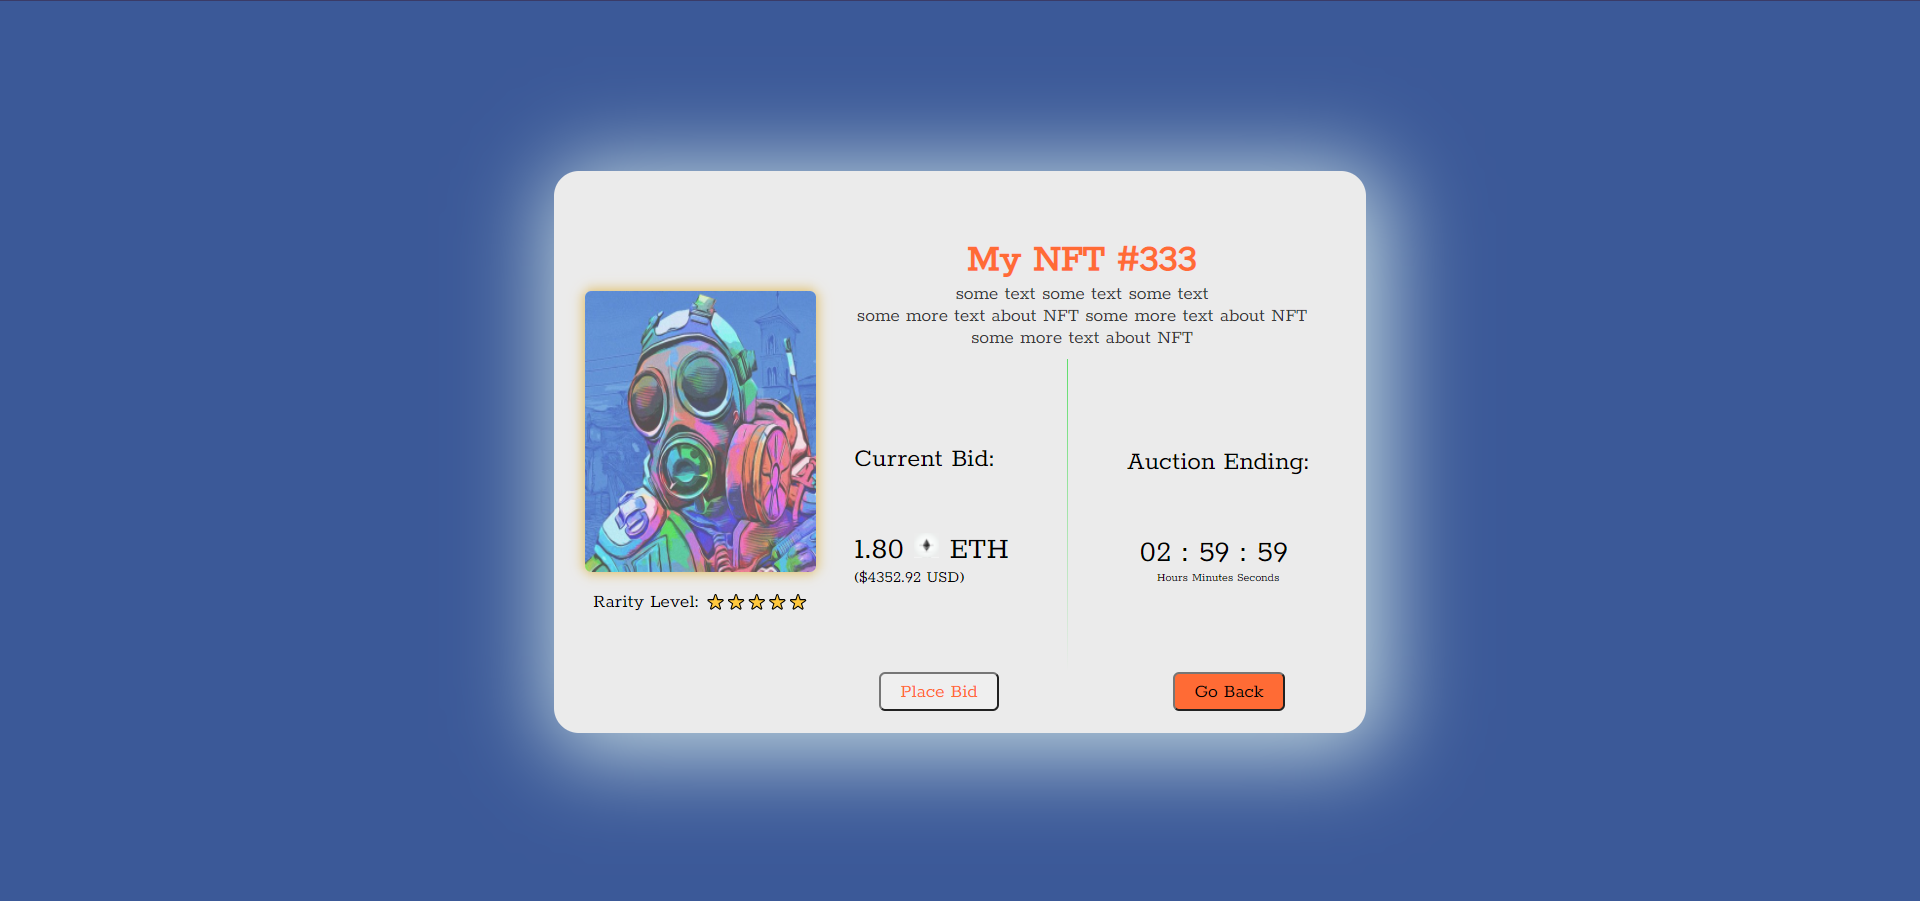 My NFT #333
some text some text some text
some more text about NFT some more text about NFT
some more text about NFT
Rarity Level:
Current Bid:
1.80 ETH
($4352.92 USD)
Auction Ending:
02 : 59 : 59
Hours Minutes Seconds
Place Bid
Go Back